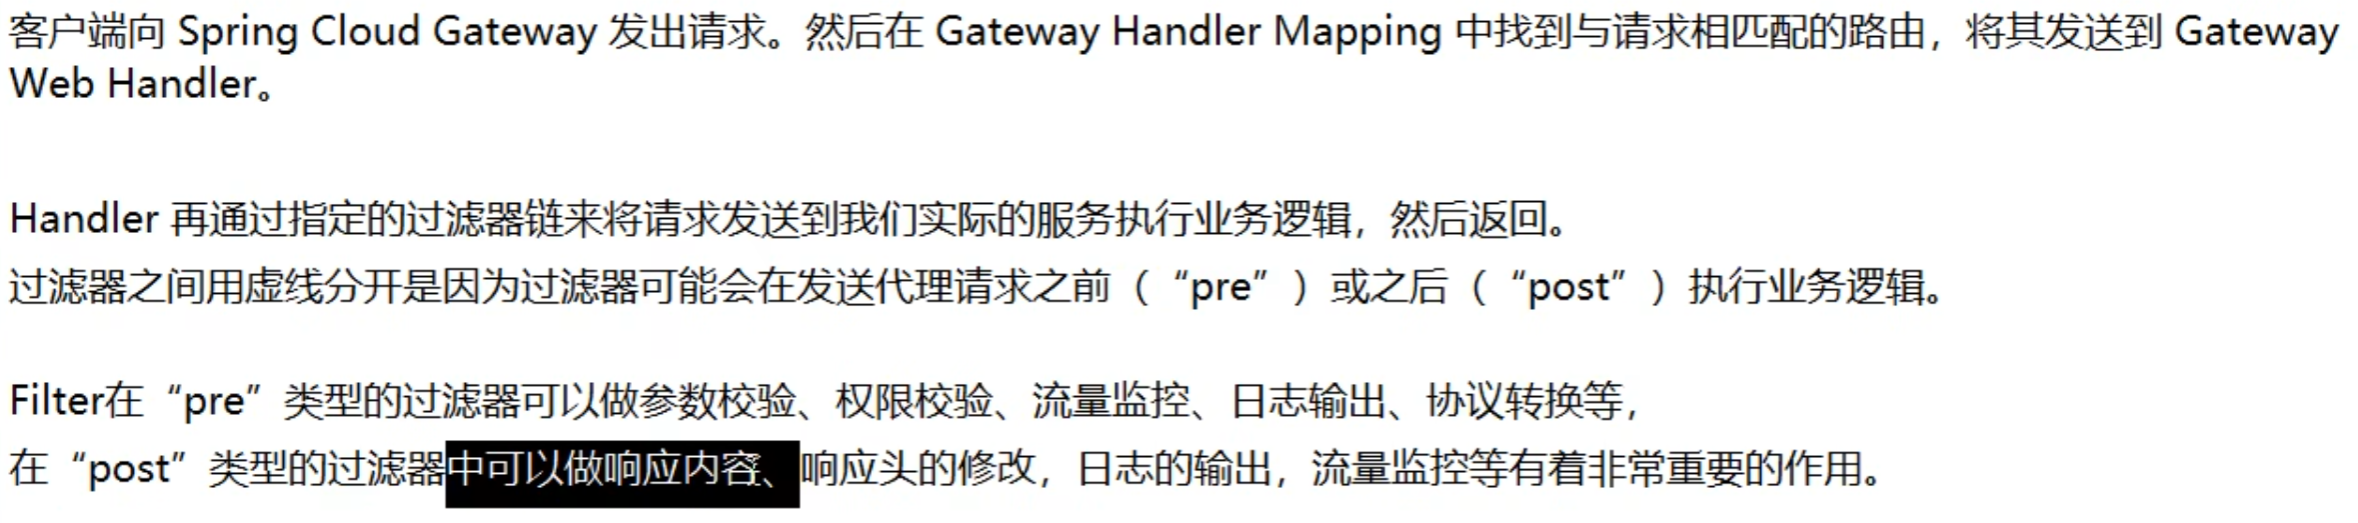 客户端向 Spring Cloud Gateway 发出请求。然后在 Gateway Handler Mapping 中找到与请求相匹配的路由，将其发送到 Gateway
Web Handler。
Handler 再通过指定的过滤器链来将请求发送到我们实际的服务执行业务逻辑，然后返回。
过滤器之间用虚线分开是因为过滤器可能会在发送代理请求之前（“pre”）或之后（“post”）执行业务逻辑。
Filter在“pre”类型的过滤器可以做参数校验、权限校验、流量监控、日志输出、协议转换等，
在“post”类型的过滤器中可以做响应内容、响应头的修改，日志的输出，流量监控等有着非常重要的作用。